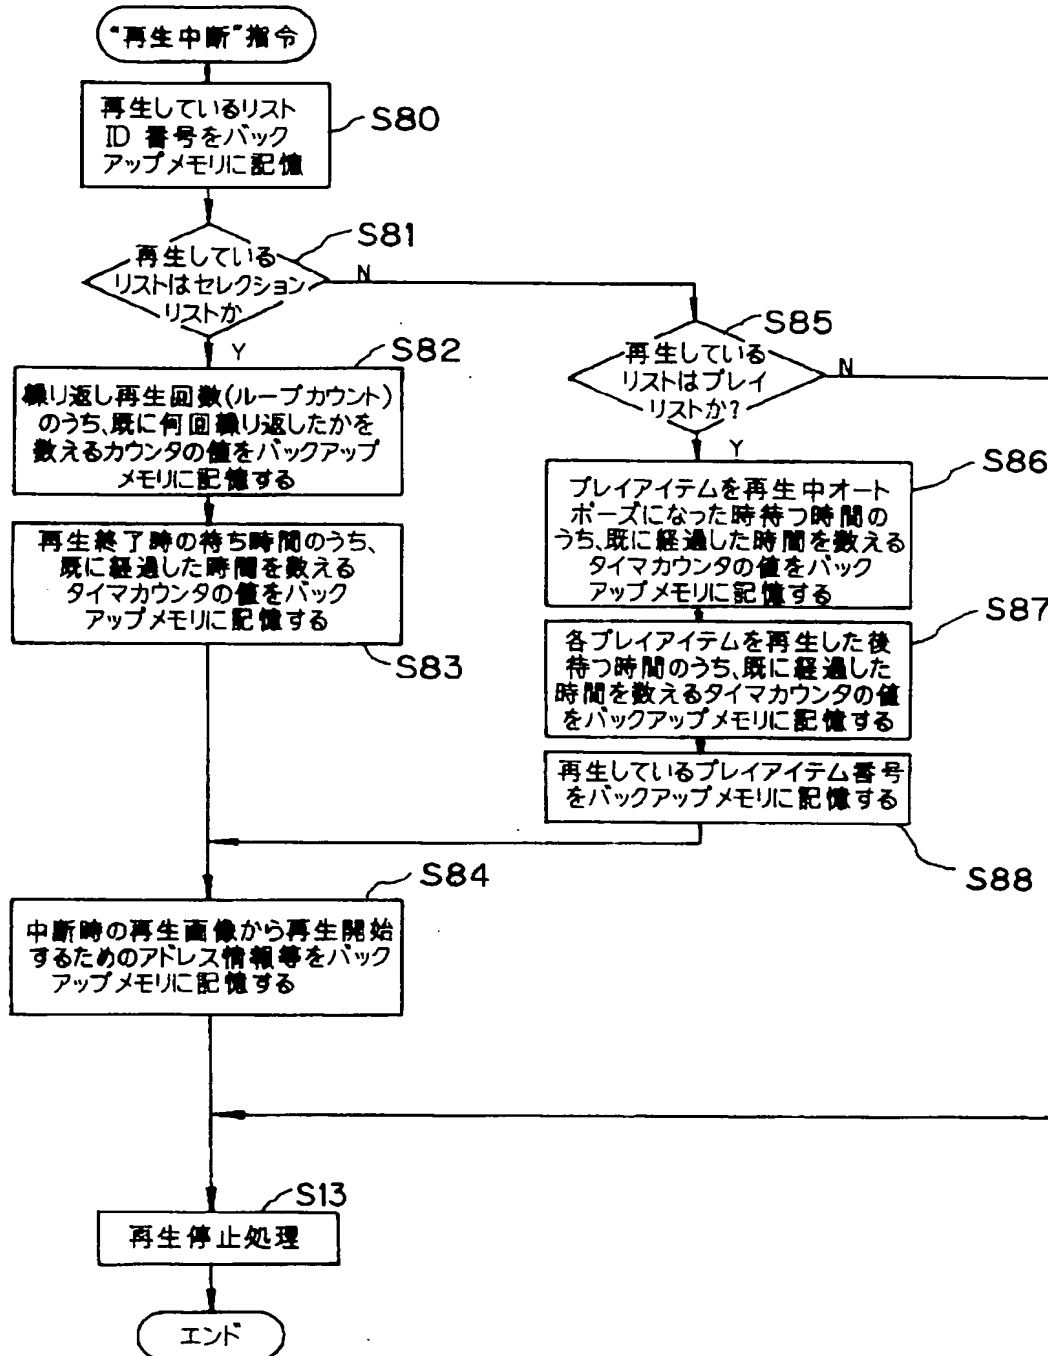 “再生中断”指令
再生しているリスト
ID 番号をバック
アップメモリに記憶
S80
再生している
リストはセレクション
リストか
S81
N
Y
繰り返し再生回数(ループカウント)
のうち、既に何回繰り返したかを
数えるカウンタの値をバックアップ
メモリに記憶する
S82
再生終了時の待ち時間のうち、
既に経過した時間を数える
タイマカウンタの値をバック
アップメモリに記憶する
S83
再生している
リストはプレイ
リストか?
S85
N
Y
プレイアイテムを再生中オート
ポーズになった時待つ時間の
うち、既に経過した時間を数える
タイマカウンタの値をバック
アップメモリに記憶する
S86
各プレイアイテムを再生した後
待つ時間のうち、既に経過した
時間を数えるタイマカウンタの値
をバックアップメモリに記憶する
S87
再生しているプレイアイテム番号
をバックアップメモリに記憶する
S88
中断時の再生画像から再生開始
するためのアドレス情報等をバック
アップメモリに記憶する
S84
再生停止処理
S13
エンド